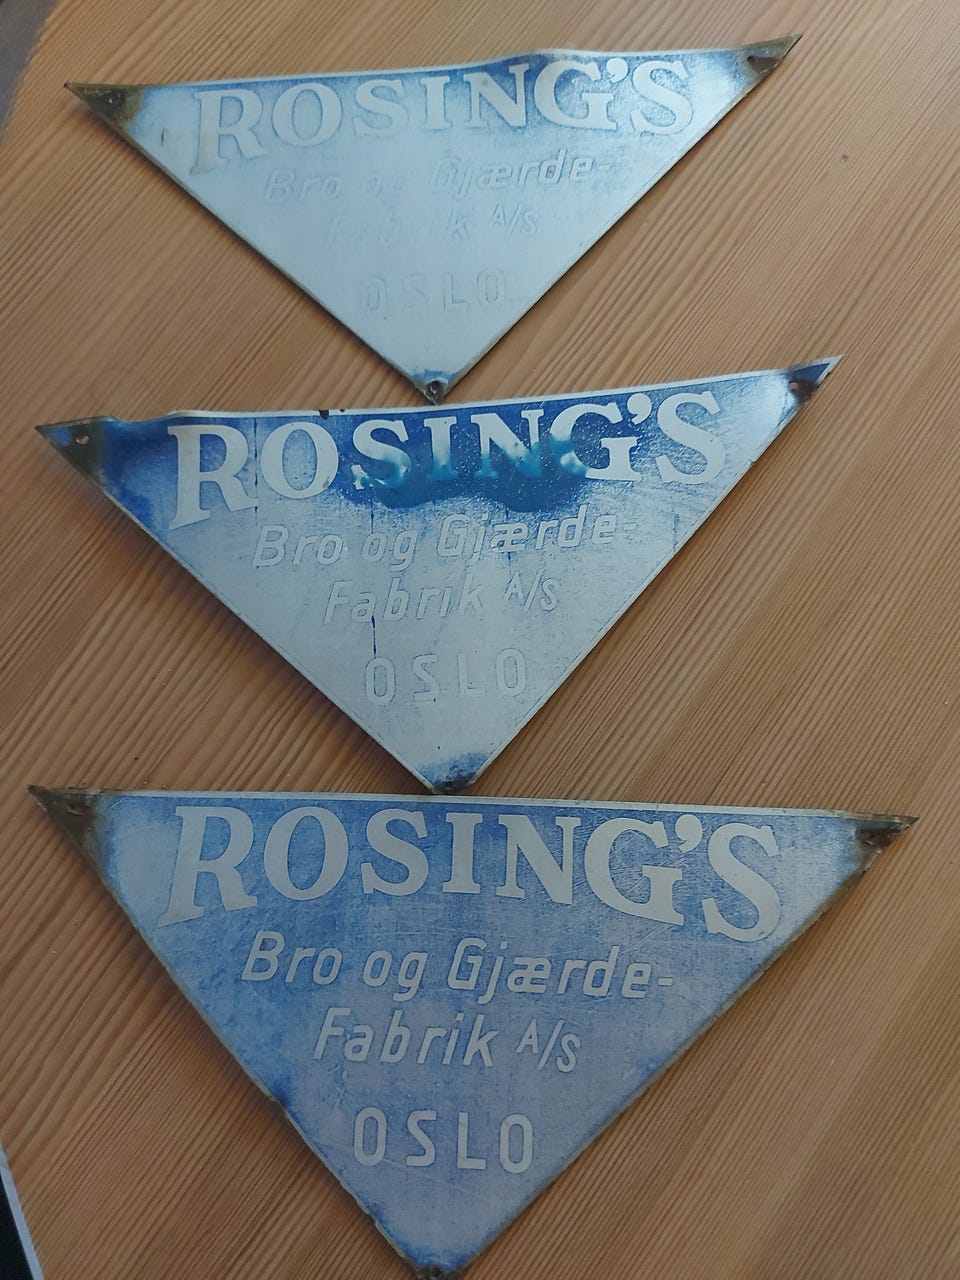 ROSING'S
Bro og Gjærde-
Fabrik A/S
OSLO
ROSING'S
Bro og Gjærde-
Fabrik A/S
OSLO
ROSING'S
Bro og Gjærde-
Fabrik A/S
OSLO